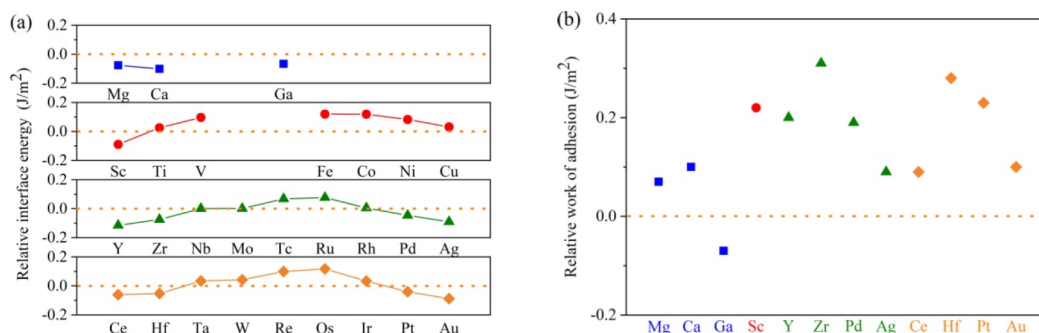 (a)
Relative interface energy (J/m²)
0.2
0.0
-0.2
Mg Ca Ga
0.2
0.0
-0.2
Sc Ti V Fe Co Ni Cu
0.2
0.0
-0.2
Y Zr Nb Mo Tc Ru Rh Pd Ag
0.2
0.0
-0.2
Ce Hf Ta W Re Os Ir Pt Au
(b)
Relative work of adhesion (J/m²)
0.4
0.2
0.0
-0.2
Mg Ca Ga Sc Y Zr Pd Ag Ce Hf Pt Au